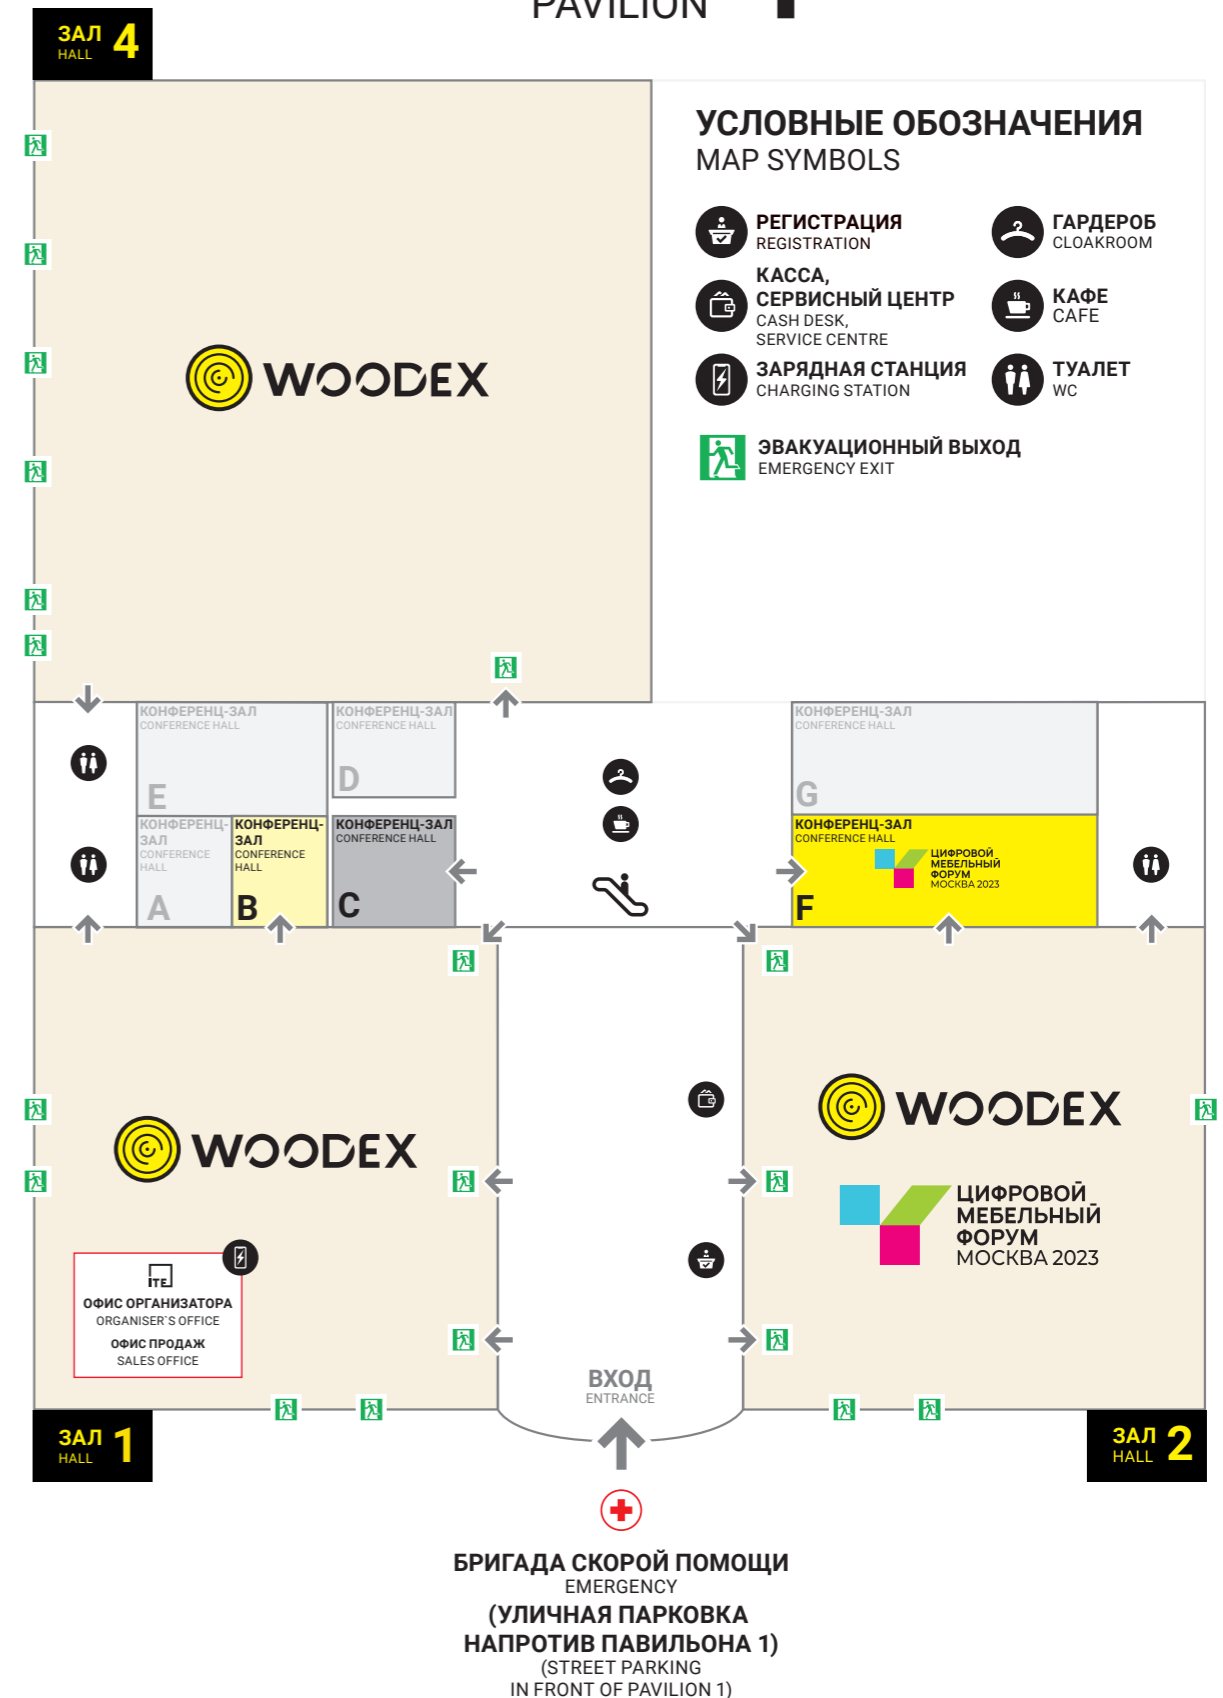 PAVILION 1
ЗАЛ 4
HALL
УСЛОВНЫЕ ОБОЗНАЧЕНИЯ
MAP SYMBOLS
РЕГИСТРАЦИЯ
REGISTRATION
ГАРДЕРОБ
CLOAKROOM
КАССА,
СЕРВИСНЫЙ ЦЕНТР
CASH DESK,
SERVICE CENTRE
КАФЕ
CAFE
ЗАРЯДНАЯ СТАНЦИЯ
CHARGING STATION
ТУАЛЕТ
WC
ЭВАКУАЦИОННЫЙ ВЫХОД
EMERGENCY EXIT
WOODEX
КОНФЕРЕНЦ-ЗАЛ
CONFERENCE HALL
E
КОНФЕРЕНЦ-ЗАЛ
CONFERENCE HALL
D
КОНФЕРЕНЦ-ЗАЛ
CONFERENCE HALL
G
КОНФЕРЕНЦ-
ЗАЛ
CONFERENCE
HALL
A
КОНФЕРЕНЦ-
ЗАЛ
CONFERENCE
HALL
B
КОНФЕРЕНЦ-ЗАЛ
CONFERENCE HALL
C
КОНФЕРЕНЦ-ЗАЛ
CONFERENCE HALL
ЦИФРОВОЙ
МЕБЕЛЬНЫЙ
ФОРУМ
МОСКВА 2023
F
WOODEX
WOODEX
ЦИФРОВОЙ
МЕБЕЛЬНЫЙ
ФОРУМ
МОСКВА 2023
ITE
ОФИС ОРГАНИЗАТОРА
ORGANISER`S OFFICE
ОФИС ПРОДАЖ
SALES OFFICE
ВХОД
ENTRANCE
ЗАЛ 1
HALL
ЗАЛ 2
HALL
БРИГАДА СКОРОЙ ПОМОЩИ
EMERGENCY
(УЛИЧНАЯ ПАРКОВКА
НАПРОТИВ ПАВИЛЬОНА 1)
(STREET PARKING
IN FRONT OF PAVILION 1)